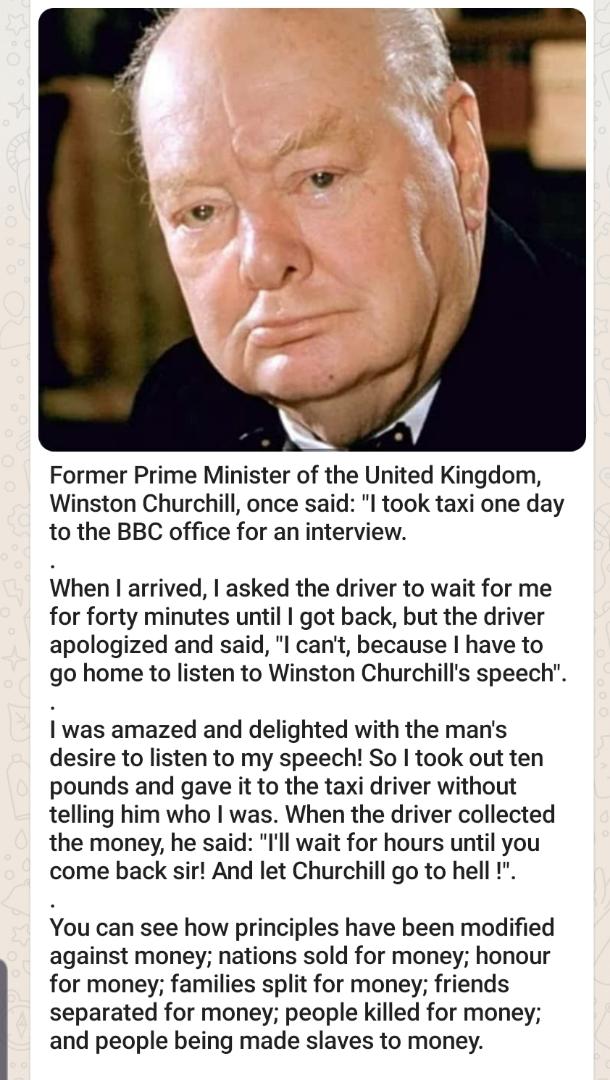 Former Prime Minister of the United Kingdom,
Winston Churchill, once said: "I took taxi one day
to the BBC office for an interview.
.
When I arrived, I asked the driver to wait for me
for forty minutes until I got back, but the driver
apologized and said, "I can't, because I have to
go home to listen to Winston Churchill's speech".
.
I was amazed and delighted with the man's
desire to listen to my speech! So I took out ten
pounds and gave it to the taxi driver without
telling him who I was. When the driver collected
the money, he said: "I'll wait for hours until you
come back sir! And let Churchill go to hell !".
.
You can see how principles have been modified
against money; nations sold for money; honour
for money; families split for money; friends
separated for money; people killed for money;
and people being made slaves to money.